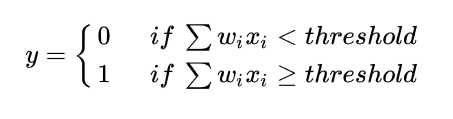 y = { 0 if ∑ wᵢxᵢ < threshold
1 if ∑ wᵢxᵢ ≥ threshold